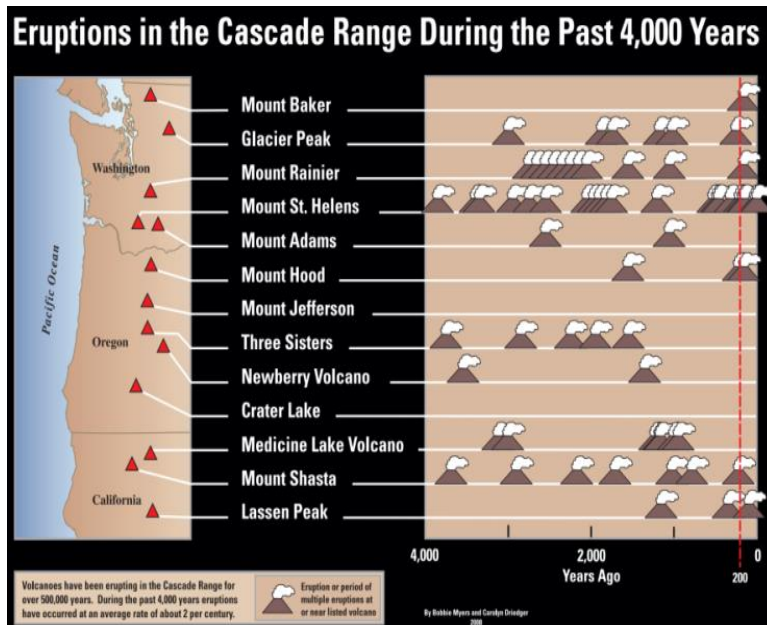 Eruptions in the Cascade Range During the Past 4,000 Years
Pacific Ocean
Washington
Oregon
California
Mount Baker
Glacier Peak
Mount Rainier
Mount St. Helens
Mount Adams
Mount Hood
Mount Jefferson
Three Sisters
Newberry Volcano
Crater Lake
Medicine Lake Volcano
Mount Shasta
Lassen Peak
4,000
2,000
0
Years Ago
200
Volcanoes have been erupting in the Cascade Range for
over 500,000 years. During the past 4,000 years eruptions
have occurred at an average rate of about 2 per century.
Eruption or period of
multiple eruptions at
or near listed volcano
By Bobbie Myers and Carolyn Driedger
2008